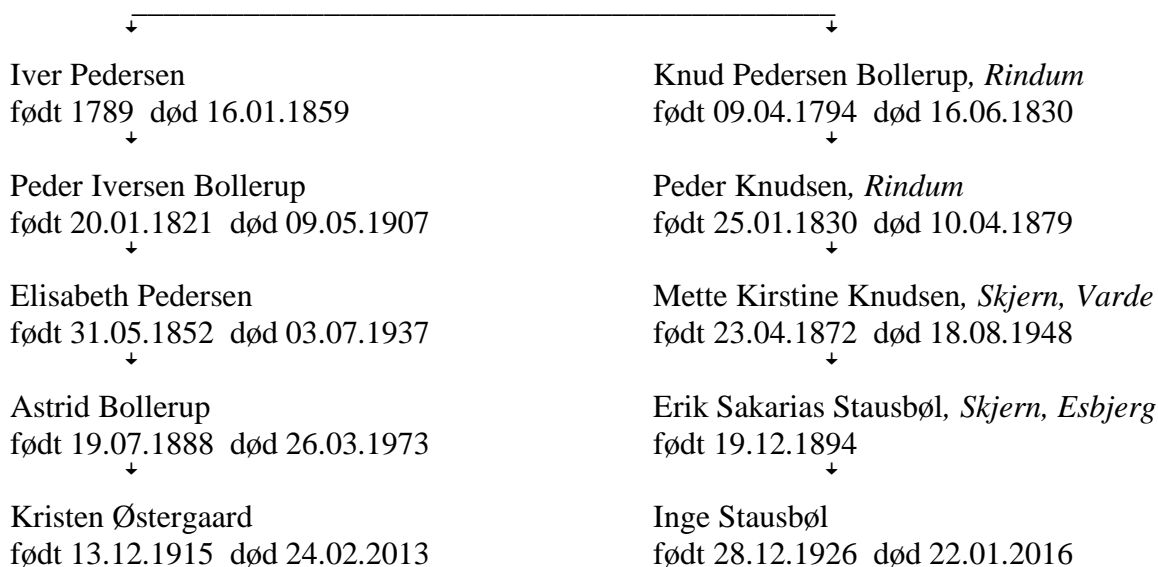 Iver Pedersen
født 1789 død 16.01.1859
Peder Iversen Bollerup
født 20.01.1821 død 09.05.1907
Elisabeth Pedersen
født 31.05.1852 død 03.07.1937
Astrid Bollerup
født 19.07.1888 død 26.03.1973
Kristen Østergaard
født 13.12.1915 død 24.02.2013
Knud Pedersen Bollerup, Rindum
født 09.04.1794 død 16.06.1830
Peder Knudsen, Rindum
født 25.01.1830 død 10.04.1879
Mette Kirstine Knudsen, Skjern, Varde
født 23.04.1872 død 18.08.1948
Erik Sakarias Stausbøl, Skjern, Esbjerg
født 19.12.1894
Inge Stausbøl
født 28.12.1926 død 22.01.2016